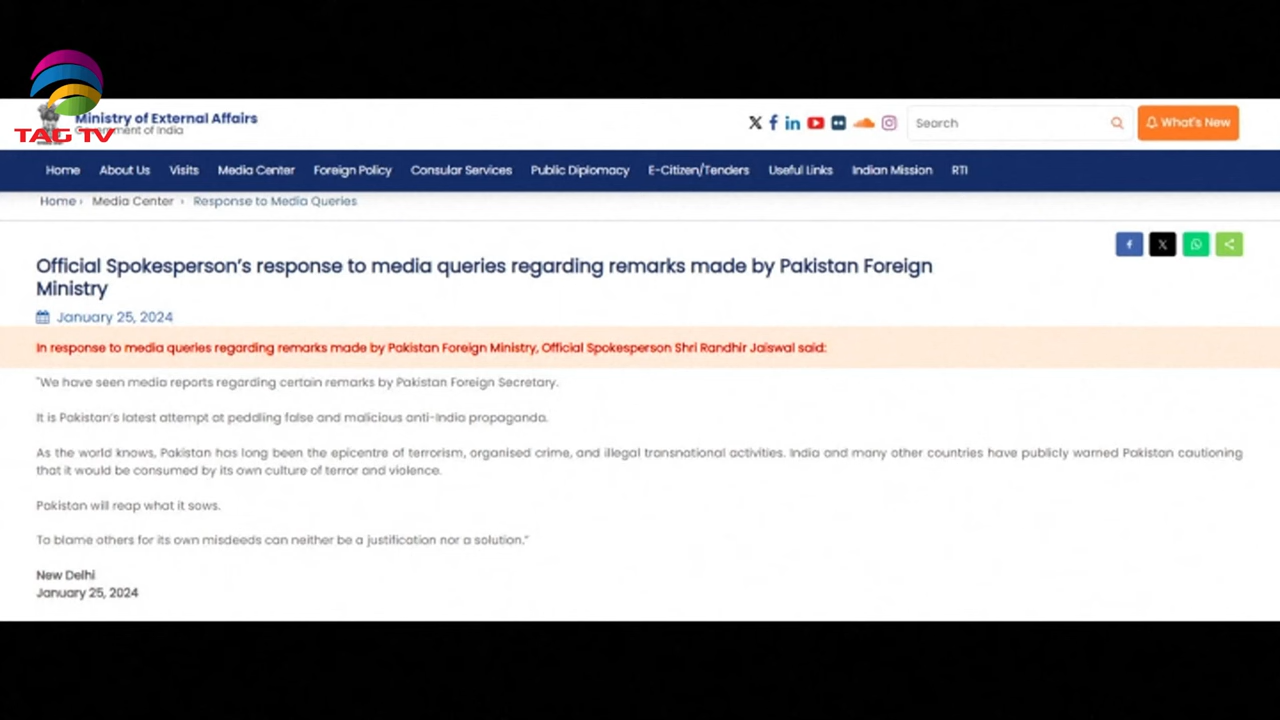 Ministry of External Affairs
TAG TV
Government of India
Search
What's New
Home About Us Visits Media Center Foreign Policy Consular Services Public Diplomacy E-Citizen/Tenders Useful Links Indian Mission RTI
Home › Media Center › Response to Media Queries
Official Spokesperson's response to media queries regarding remarks made by Pakistan Foreign
Ministry
January 25, 2024
In response to media queries regarding remarks made by Pakistan Foreign Ministry, Official Spokesperson Shri Randhir Jaiswal said:
"We have seen media reports regarding certain remarks by Pakistan Foreign Secretary.
It is Pakistan's latest attempt at peddling false and malicious anti-India propaganda.
As the world knows, Pakistan has long been the epicentre of terrorism, organised crime, and illegal transnational activities. India and many other countries have publicly warned Pakistan cautioning
that it would be consumed by its own culture of terror and violence.
Pakistan will reap what it sows.
To blame others for its own misdeeds can neither be a justification nor a solution."
New Delhi
January 25, 2024